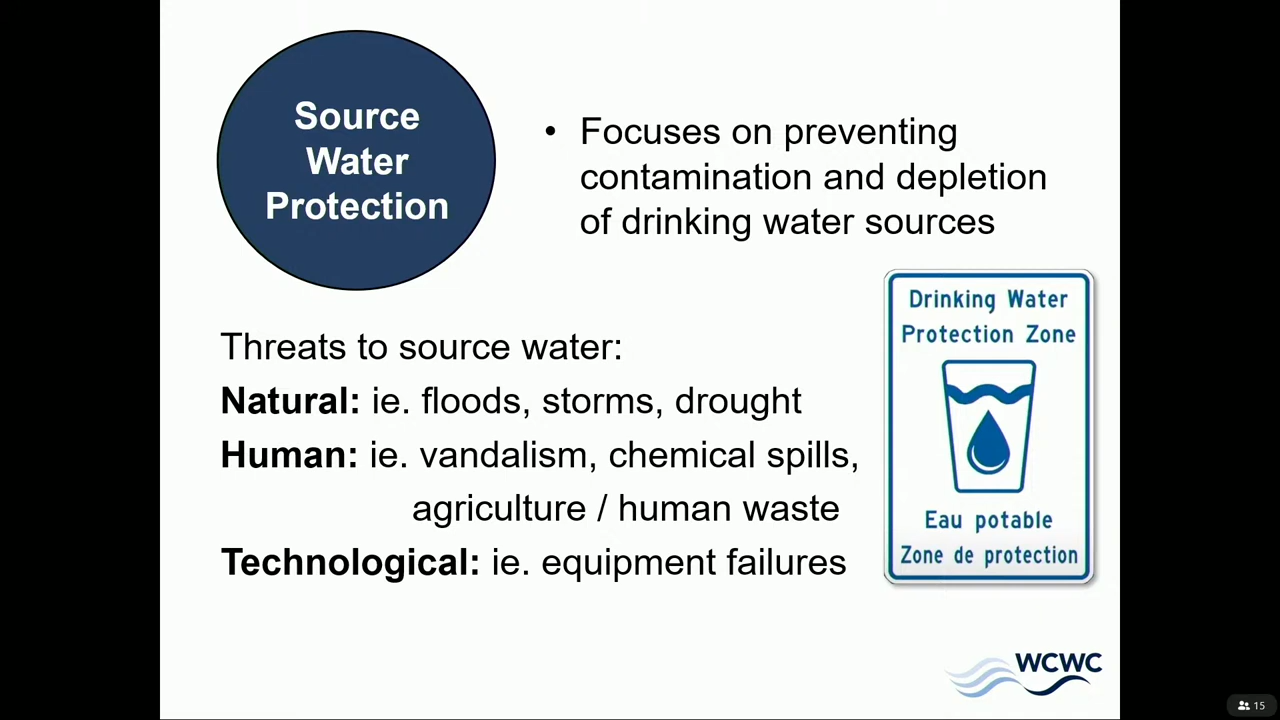 Source
Water
Protection
• Focuses on preventing
contamination and depletion
of drinking water sources
Threats to source water:
Natural: ie. floods, storms, drought
Human: ie. vandalism, chemical spills,
agriculture / human waste
Technological: ie. equipment failures
Drinking Water
Protection Zone
Eau potable
Zone de protection
WCWC
15